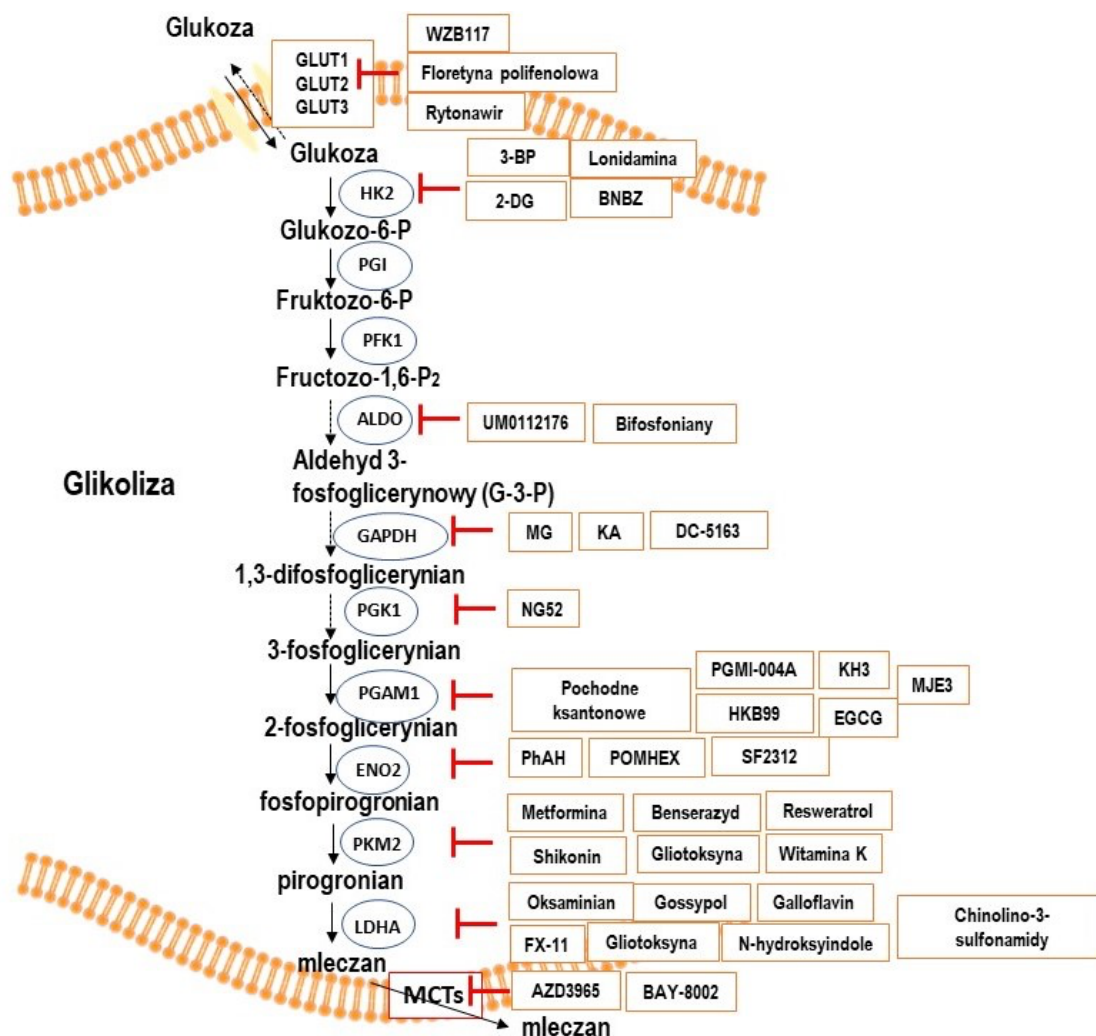 Glukoza
GLUT1
GLUT2
GLUT3
WZB117
Floretyna polifenolowa
Rytonawir
Glukoza
HK2
3-BP
Lonidamina
2-DG
BNBZ
Glukozo-6-P
PGI
Fruktozo-6-P
PFK1
Fructozo-1,6-P2
ALDO
UM0112176
Bifosfoniany
Aldehyd 3-
fosfoglicerynowy (G-3-P)
Glikoliza
GAPDH
MG
KA
DC-5163
1,3-difosfoglicerynian
PGK1
NG52
3-fosfoglicerynian
PGAM1
Pochodne
ksantonowe
PGMI-004A
KH3
MJE3
HKB99
EGCG
2-fosfoglicerynian
ENO2
PhAH
POMHEX
SF2312
fosfopirogronian
PKM2
Metformina
Benserazyd
Resweratrol
Shikonin
Gliotoksyna
Witamina K
pirogronian
LDHA
Oksaminian
Gossypol
Galloflavin
Chinolino-3-
sulfonamidy
FX-11
Gliotoksyna
N-hydroksyindole
mleczan
MCTs
AZD3965
BAY-8002
mleczan